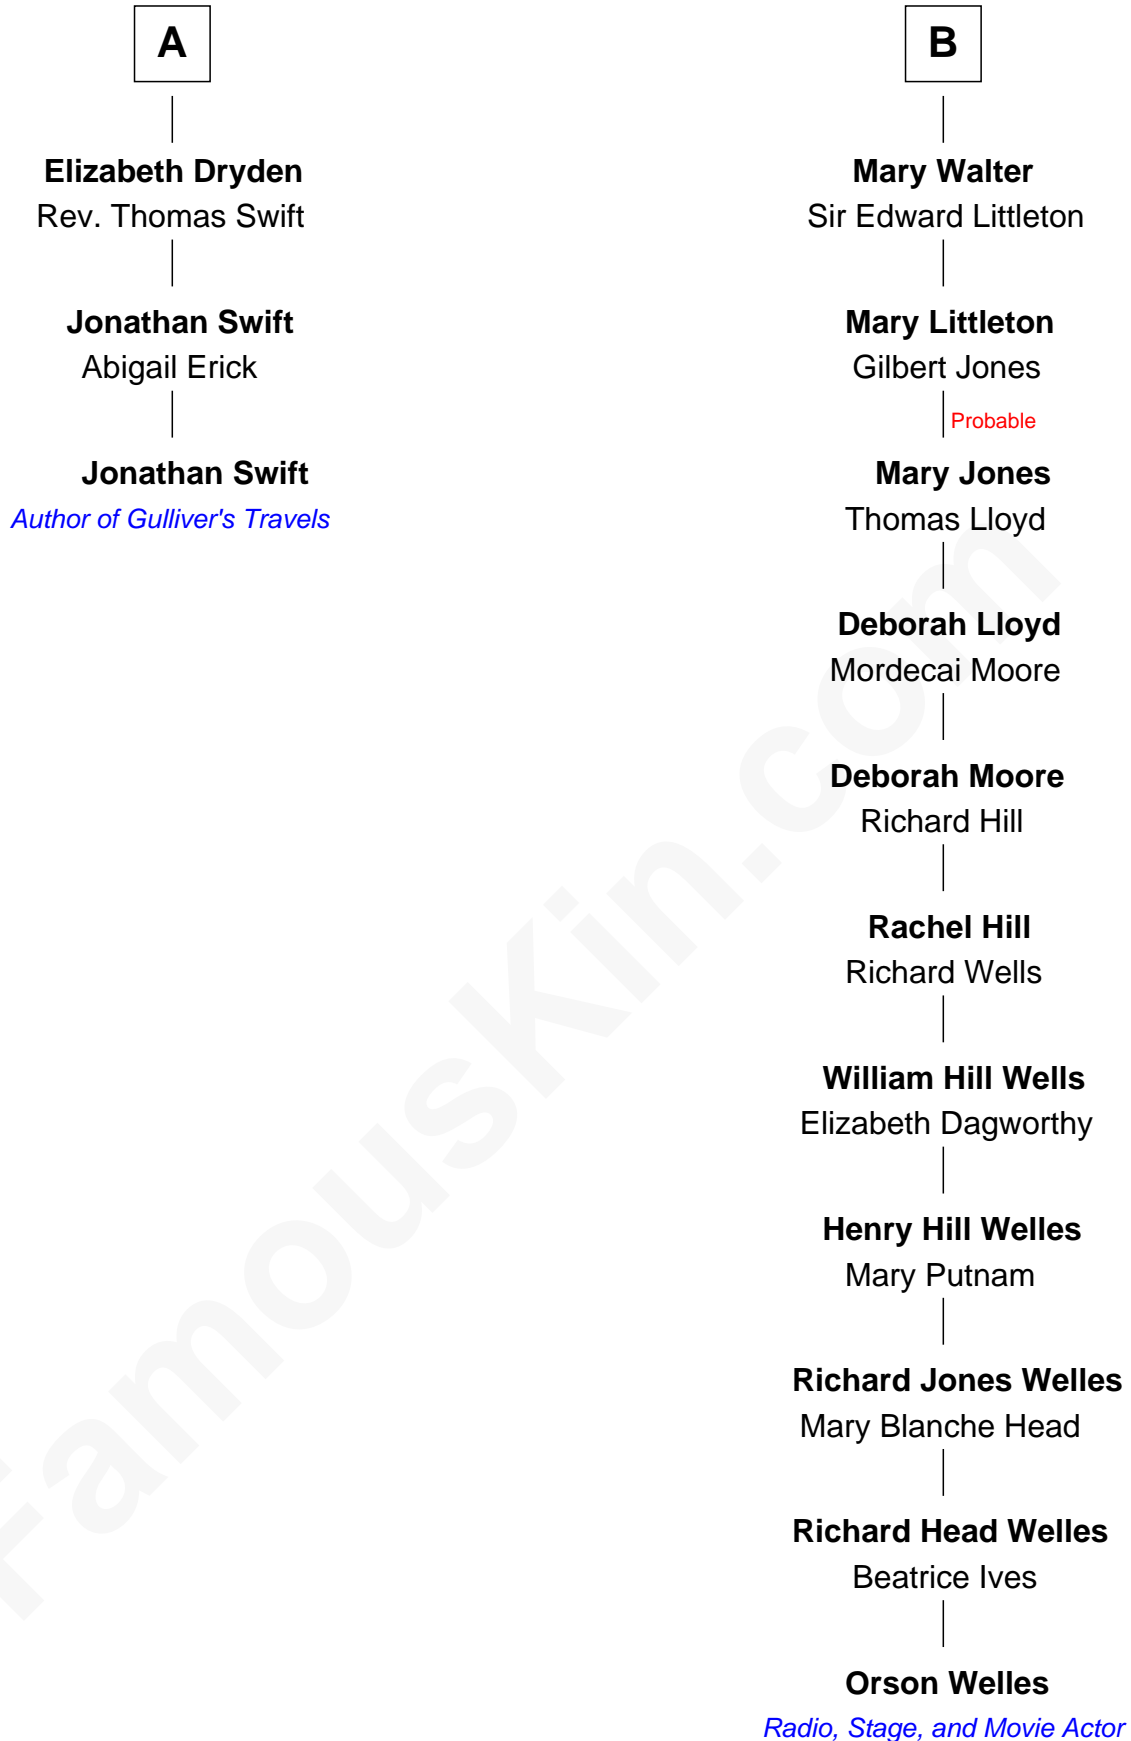 A
Elizabeth Dryden
Rev. Thomas Swift
Jonathan Swift
Abigail Erick
Jonathan Swift
Author of Gulliver's Travels
B
Mary Walter
Sir Edward Littleton
Mary Littleton
Gilbert Jones
Probable
Mary Jones
Thomas Lloyd
Deborah Lloyd
Mordecai Moore
Deborah Moore
Richard Hill
Rachel Hill
Richard Wells
William Hill Wells
Elizabeth Dagworthy
Henry Hill Welles
Mary Putnam
Richard Jones Welles
Mary Blanche Head
Richard Head Welles
Beatrice Ives
Orson Welles
Radio, Stage, and Movie Actor
FamousKin.com